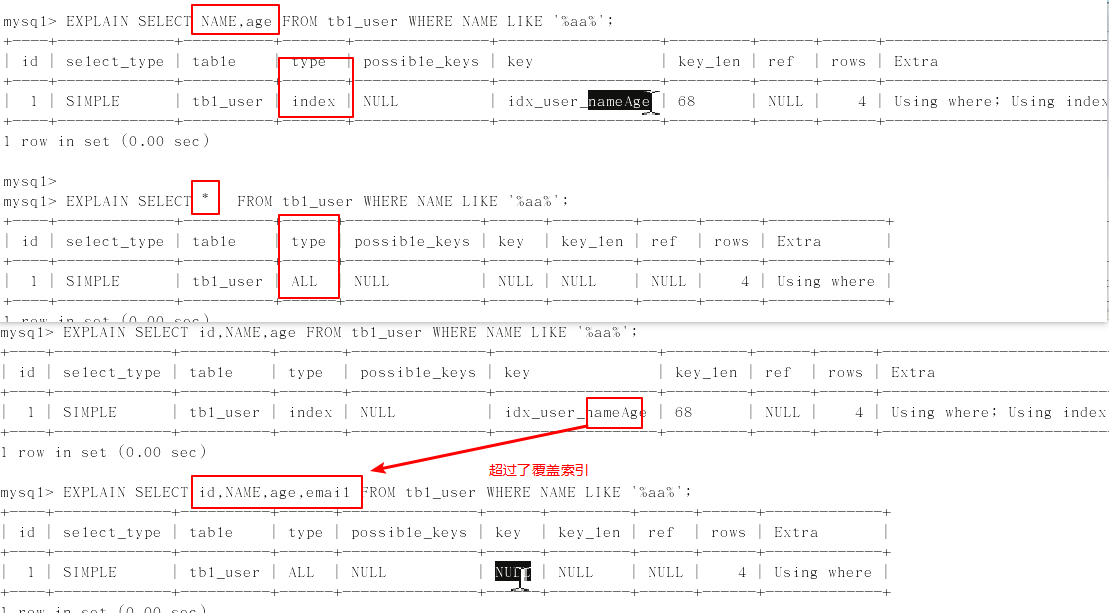 mysql> EXPLAIN SELECT NAME,age FROM tbl_user WHERE NAME LIKE '%aa%';
+----+-------------+----------+-------+---------------+------------------+---------+------+------+--------------------------
| id | select_type | table | type | possible_keys | key | key_len | ref | rows | Extra
+----+-------------+----------+-------+---------------+------------------+---------+------+------+--------------------------
| 1 | SIMPLE | tbl_user | index | NULL | idx_user_nameAge | 68 | NULL | 4 | Using where; Using index
+----+-------------+----------+-------+---------------+------------------+---------+------+------+--------------------------
1 row in set (0.00 sec)
mysql>
mysql> EXPLAIN SELECT * FROM tbl_user WHERE NAME LIKE '%aa%';
+----+-------------+----------+------+---------------+------+---------+------+------+-------------+
| id | select_type | table | type | possible_keys | key | key_len | ref | rows | Extra |
+----+-------------+----------+------+---------------+------+---------+------+------+-------------+
| 1 | SIMPLE | tbl_user | ALL | NULL | NULL | NULL | NULL | 4 | Using where |
+----+-------------+----------+------+---------------+------+---------+------+------+-------------+
1 row in set (0.00 sec)
mysql> EXPLAIN SELECT id,NAME,age FROM tbl_user WHERE NAME LIKE '%aa%';
+----+-------------+----------+-------+---------------+------------------+---------+------+------+--------------------------
| id | select_type | table | type | possible_keys | key | key_len | ref | rows | Extra
+----+-------------+----------+-------+---------------+------------------+---------+------+------+--------------------------
| 1 | SIMPLE | tbl_user | index | NULL | idx_user_nameAge | 68 | NULL | 4 | Using where; Using index
+----+-------------+----------+-------+---------------+------------------+---------+------+------+--------------------------
1 row in set (0.00 sec)
超过了覆盖索引
mysql> EXPLAIN SELECT id,NAME,age,email FROM tbl_user WHERE NAME LIKE '%aa%';
+----+-------------+----------+------+---------------+------+---------+------+------+-------------+
| id | select_type | table | type | possible_keys | key | key_len | ref | rows | Extra |
+----+-------------+----------+------+---------------+------+---------+------+------+-------------+
| 1 | SIMPLE | tbl_user | ALL | NULL | NULL | NULL | NULL | 4 | Using where |
+----+-------------+----------+------+---------------+------+---------+------+------+-------------+
1 row in set (0.00 sec)